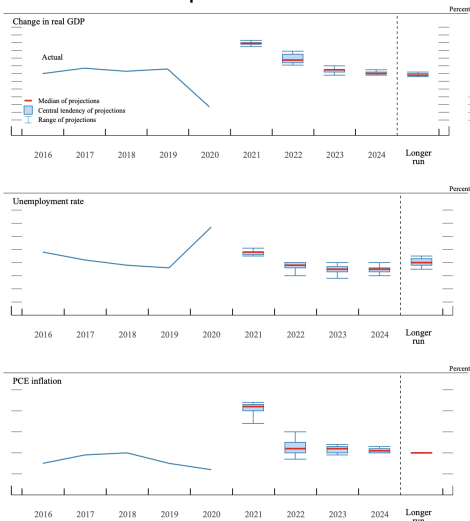 Percent
Change in real GDP
Actual
Median of projections
Central tendency of projections
Range of projections
2016 2017 2018 2019 2020 2021 2022 2023 2024 Longer
run
Percent
Unemployment rate
2016 2017 2018 2019 2020 2021 2022 2023 2024 Longer
run
Percent
PCE inflation
2016 2017 2018 2019 2020 2021 2022 2023 2024 Longer
run